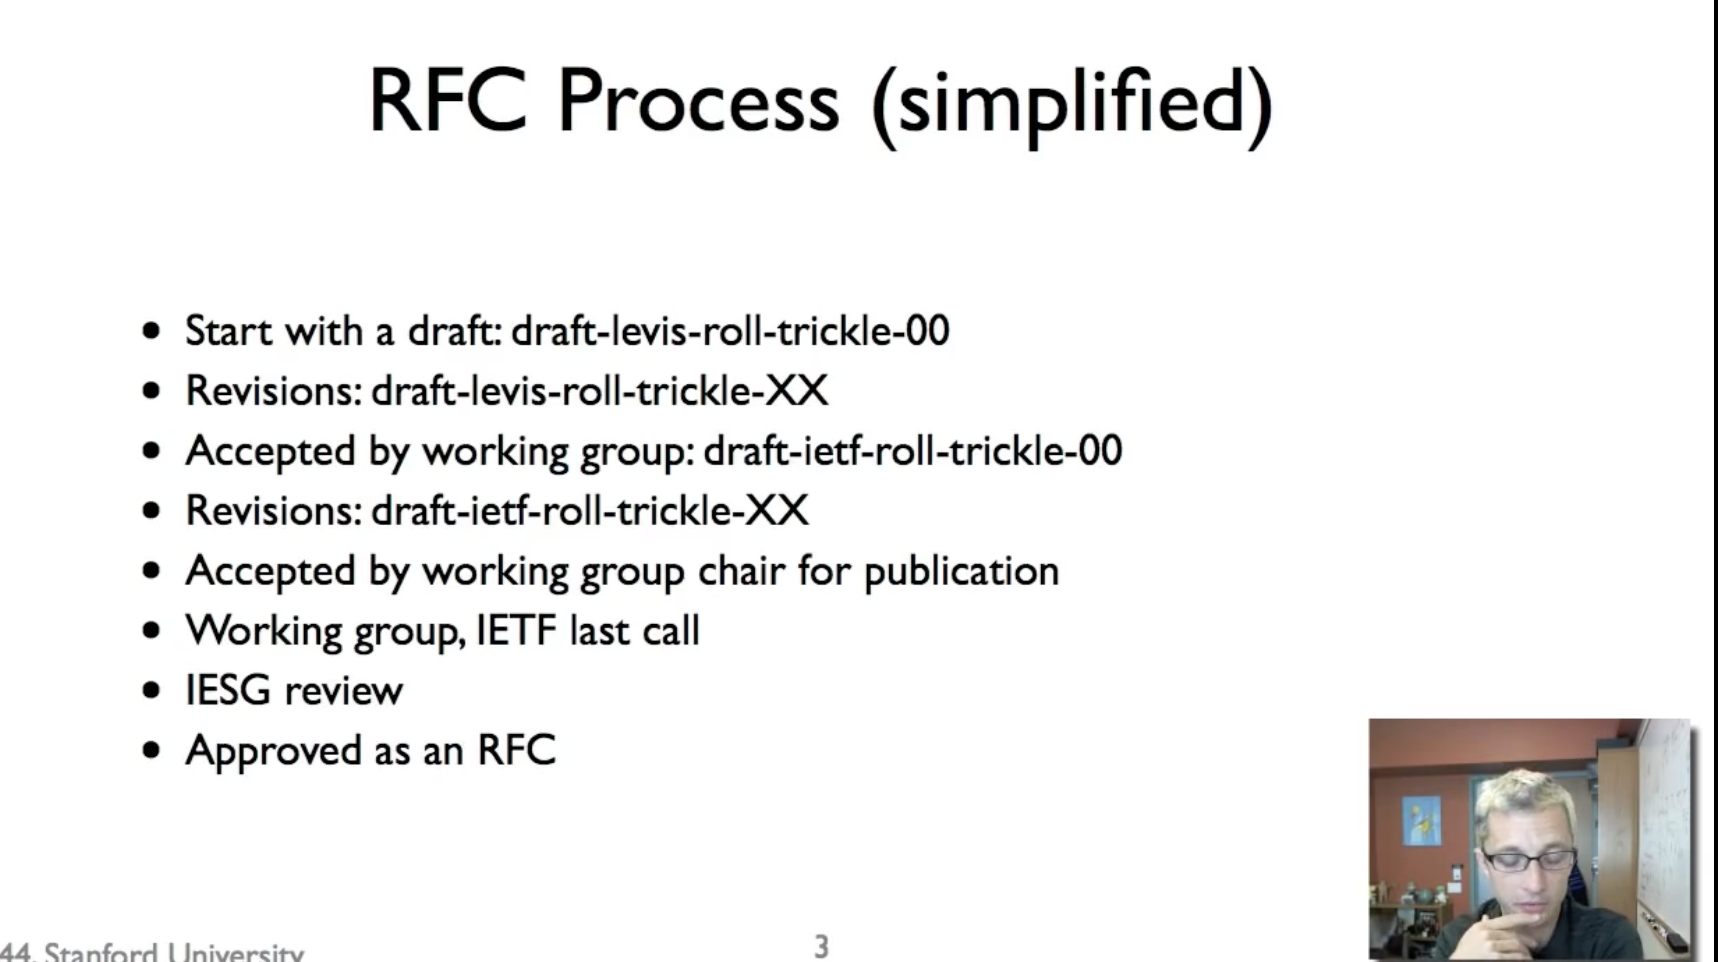 RFC Process (simplified)
• Start with a draft: draft-levis-roll-trickle-00
• Revisions: draft-levis-roll-trickle-XX
• Accepted by working group: draft-ietf-roll-trickle-00
• Revisions: draft-ietf-roll-trickle-XX
• Accepted by working group chair for publication
• Working group, IETF last call
• IESG review
• Approved as an RFC
44, Stanford University
3